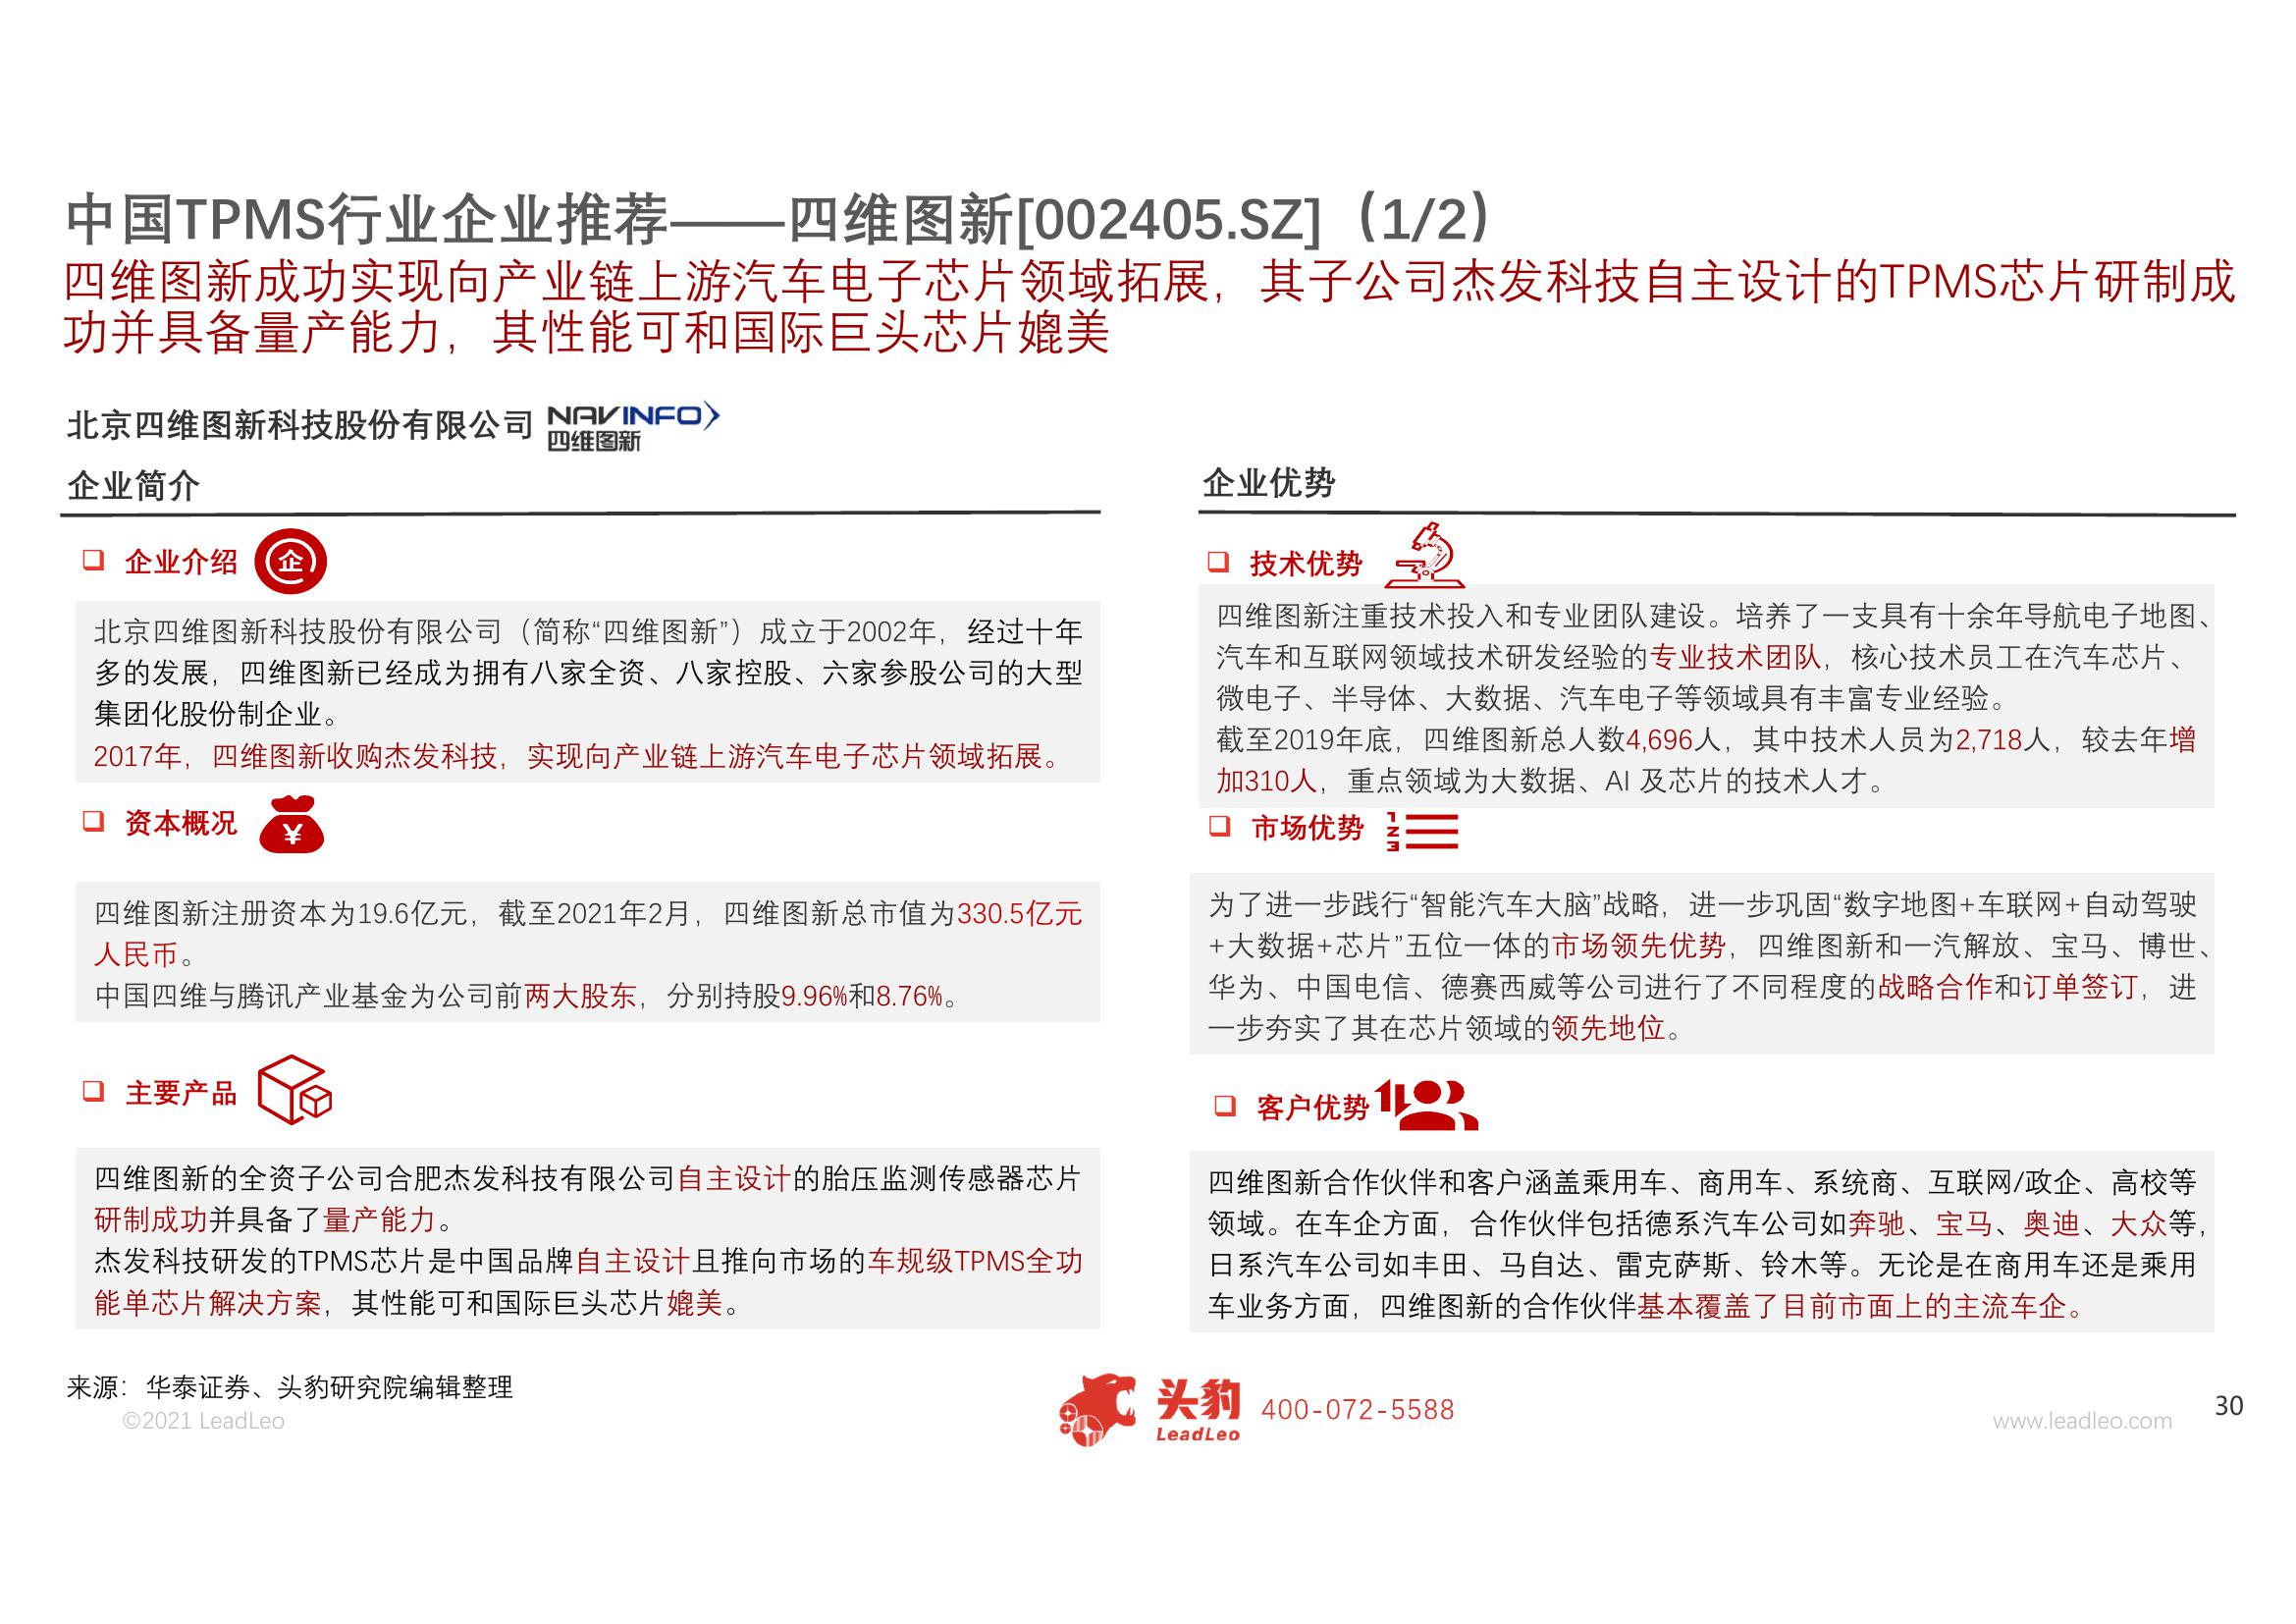 中国TPMS行业企业推荐——四维图新[002405.SZ]（1/2）
四维图新成功实现向产业链上游汽车电子芯片领域拓展，其子公司杰发科技自主设计的TPMS芯片研制成
功并具备量产能力，其性能可和国际巨头芯片媲美
北京四维图新科技股份有限公司
NAVINFO
四维图新
企业简介
企业介绍
企
北京四维图新科技股份有限公司（简称“四维图新”）成立于2002年，经过十年
多的发展，四维图新已经成为拥有八家全资、八家控股、六家参股公司的大型
集团化股份制企业。
2017年，四维图新收购杰发科技，实现向产业链上游汽车电子芯片领域拓展。
资本概况
¥
四维图新注册资本为19.6亿元，截至2021年2月，四维图新总市值为330.5亿元
人民币。
中国四维与腾讯产业基金为公司前两大股东，分别持股9.96%和8.76%。
主要产品
四维图新的全资子公司合肥杰发科技有限公司自主设计的胎压监测传感器芯片
研制成功并具备了量产能力。
杰发科技研发的TPMS芯片是中国品牌自主设计且推向市场的车规级TPMS全功
能单芯片解决方案，其性能可和国际巨头芯片媲美。
企业优势
技术优势
四维图新注重技术投入和专业团队建设。培养了一支具有十余年导航电子地图、
汽车和互联网领域技术研发经验的专业技术团队，核心技术员工在汽车芯片、
微电子、半导体、大数据、汽车电子等领域具有丰富专业经验。
截至2019年底，四维图新总人数4,696人，其中技术人员为2,718人，较去年增
加310人，重点领域为大数据、AI 及芯片的技术人才。
市场优势
为了进一步践行“智能汽车大脑”战略，进一步巩固“数字地图+车联网+自动驾驶
+大数据+芯片”五位一体的市场领先优势，四维图新和一汽解放、宝马、博世、
华为、中国电信、德赛西威等公司进行了不同程度的战略合作和订单签订，进
一步夯实了其在芯片领域的领先地位。
客户优势
四维图新合作伙伴和客户涵盖乘用车、商用车、系统商、互联网/政企、高校等
领域。在车企方面，合作伙伴包括德系汽车公司如奔驰、宝马、奥迪、大众等，
日系汽车公司如丰田、马自达、雷克萨斯、铃木等。无论是在商用车还是乘用
车业务方面，四维图新的合作伙伴基本覆盖了目前市面上的主流车企。
来源：华泰证券、头豹研究院编辑整理
©2021 LeadLeo
头豹
LeadLeo
400-072-5588
www.leadleo.com
30